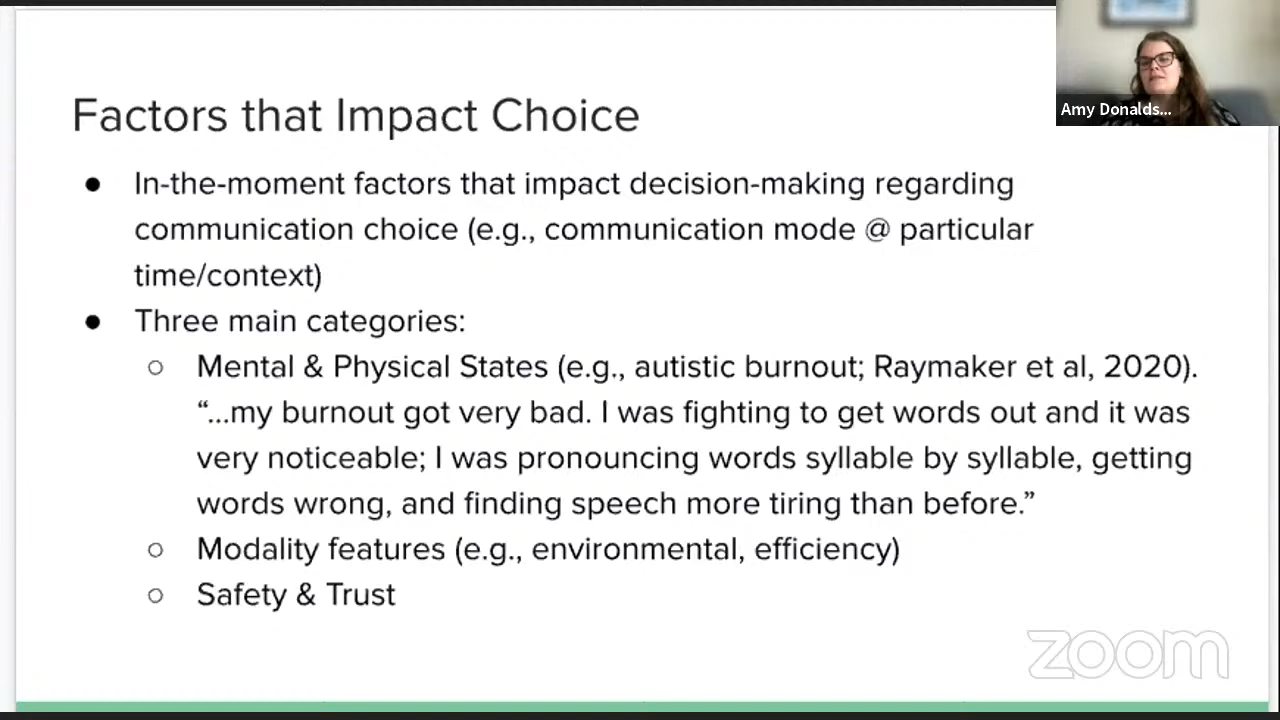 Factors that Impact Choice
Amy Donalds...
● In-the-moment factors that impact decision-making regarding
communication choice (e.g., communication mode @ particular
time/context)
● Three main categories:
○ Mental & Physical States (e.g., autistic burnout; Raymaker et al, 2020).
“...my burnout got very bad. I was fighting to get words out and it was
very noticeable; I was pronouncing words syllable by syllable, getting
words wrong, and finding speech more tiring than before.”
○ Modality features (e.g., environmental, efficiency)
○ Safety & Trust
zoom